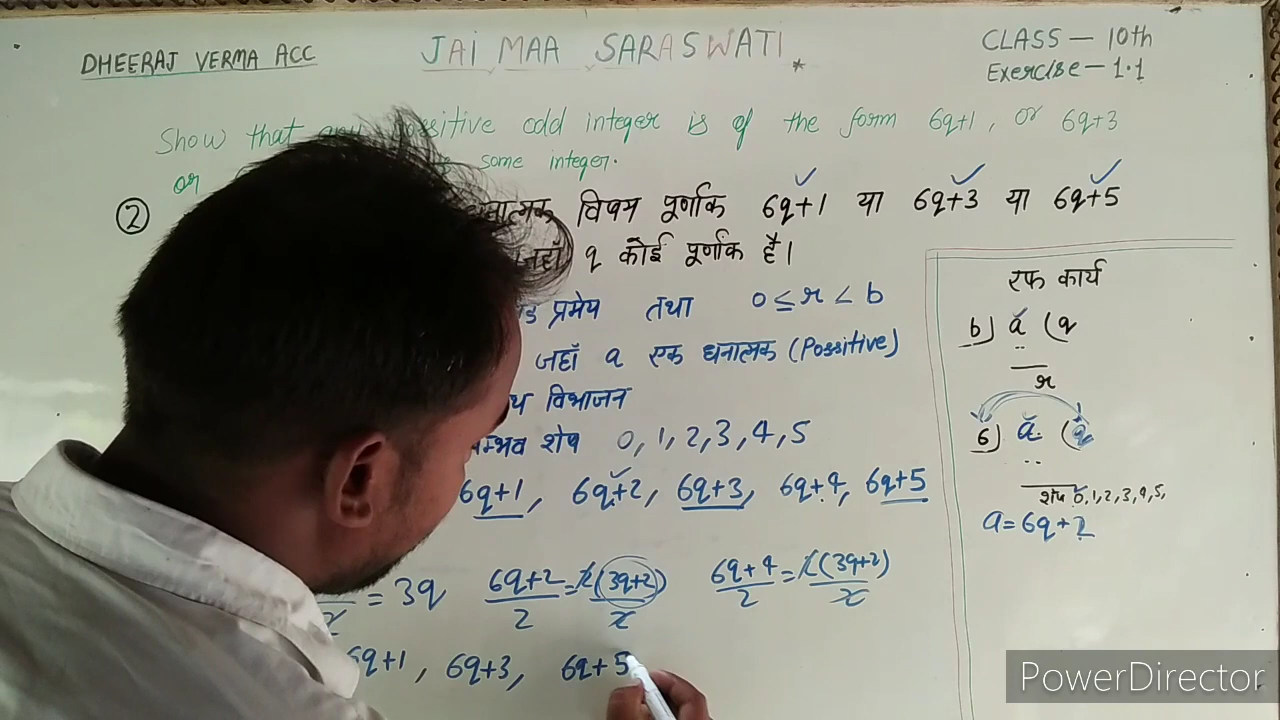 DHEERAJ VERMA ACC
JAI MAA SARASWATI
CLASS — 10th
Exercise — 1.1
Show that any possitive odd integer is of the form 6q+1, or 6q+3
or some integer.
② विषम पूर्णाक 6q+1 या 6q+3 या 6q+5
जहाँ q कोई पूर्णाक है।
प्रमेय तथा 0 ≤ r < b
जहाँ a एक धनात्मक (Possitive)
विभाजन
शेष 0, 1, 2, 3, 4, 5
6q+1, 6q+2, 6q+3, 6q+4, 6q+5
= 3q (6q+2)/2 = 2(3q+2)/2 (6q+4)/2 = 2(3q+2)/2
6q+1, 6q+3, 6q+5
रफ कार्य
b) a (q
r
6) a (q
शेष 0,1,2,3,4,5,
a=6q+2
PowerDirector